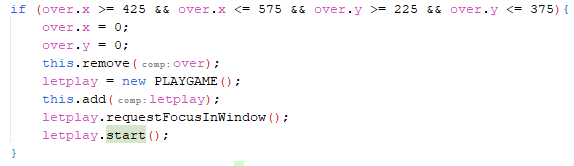 if (over.x >= 425 && over.x <= 575 && over.y >= 225 && over.y <= 375){
over.x = 0;
over.y = 0;
this.remove(comp: over);
letplay = new PLAYGAME();
this.add(comp: letplay);
letplay.requestFocusInWindow();
letplay.start();
}